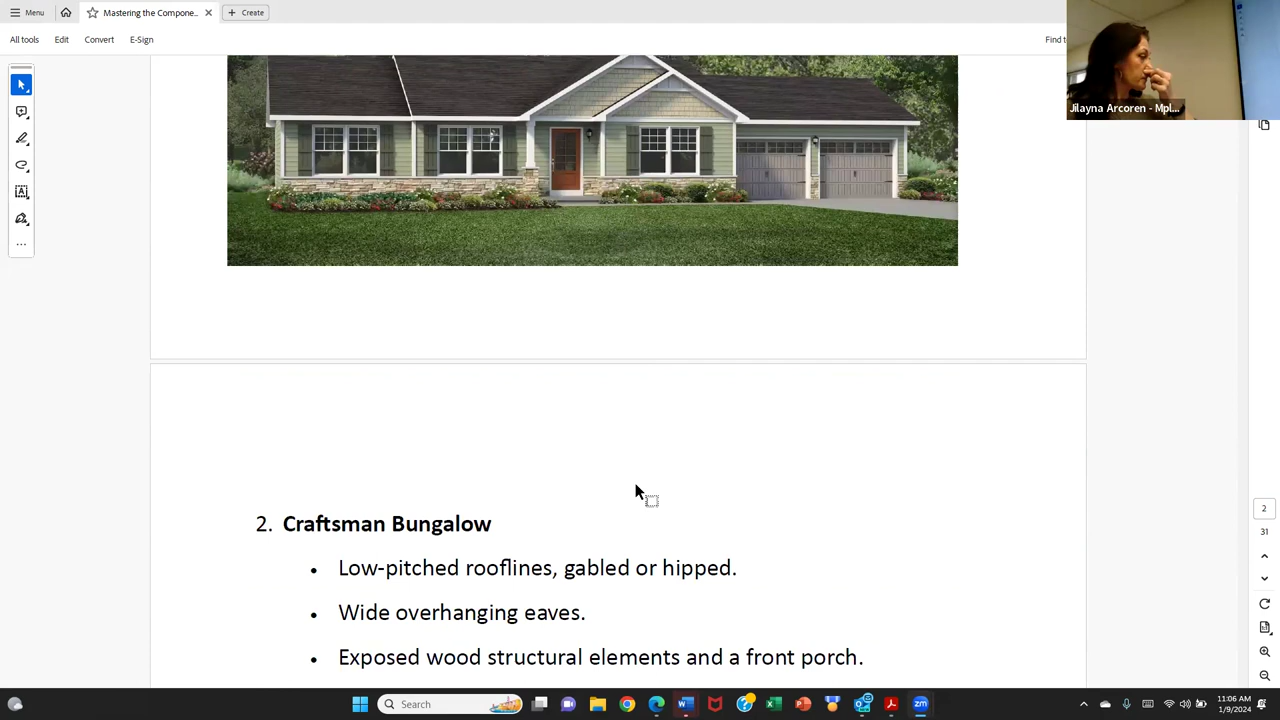 Menu
Mastering the Compone...
Create
All tools
Edit
Convert
E-Sign
Find te
Jilayna Arcoren - Mpl...
2. Craftsman Bungalow
• Low-pitched rooflines, gabled or hipped.
• Wide overhanging eaves.
• Exposed wood structural elements and a front porch.
2
31
Search
11:06 AM
1/9/2024